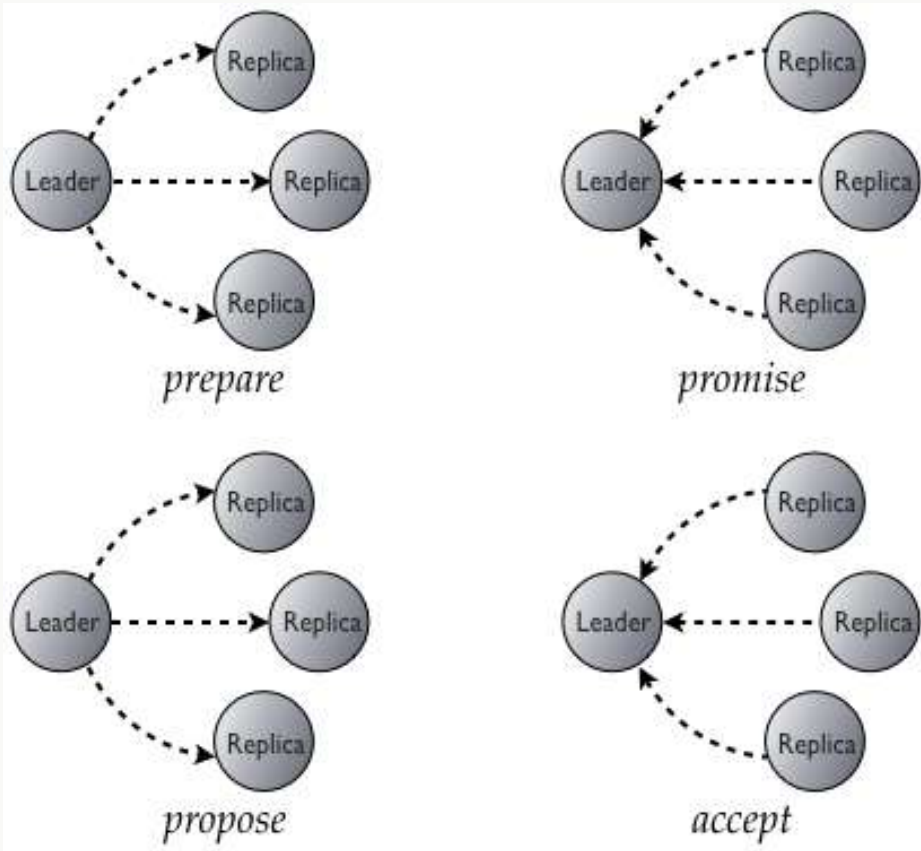 Replica
Leader
Replica
Replica
prepare
Replica
Leader
Replica
Replica
promise
Replica
Leader
Replica
Replica
propose
Replica
Leader
Replica
Replica
accept